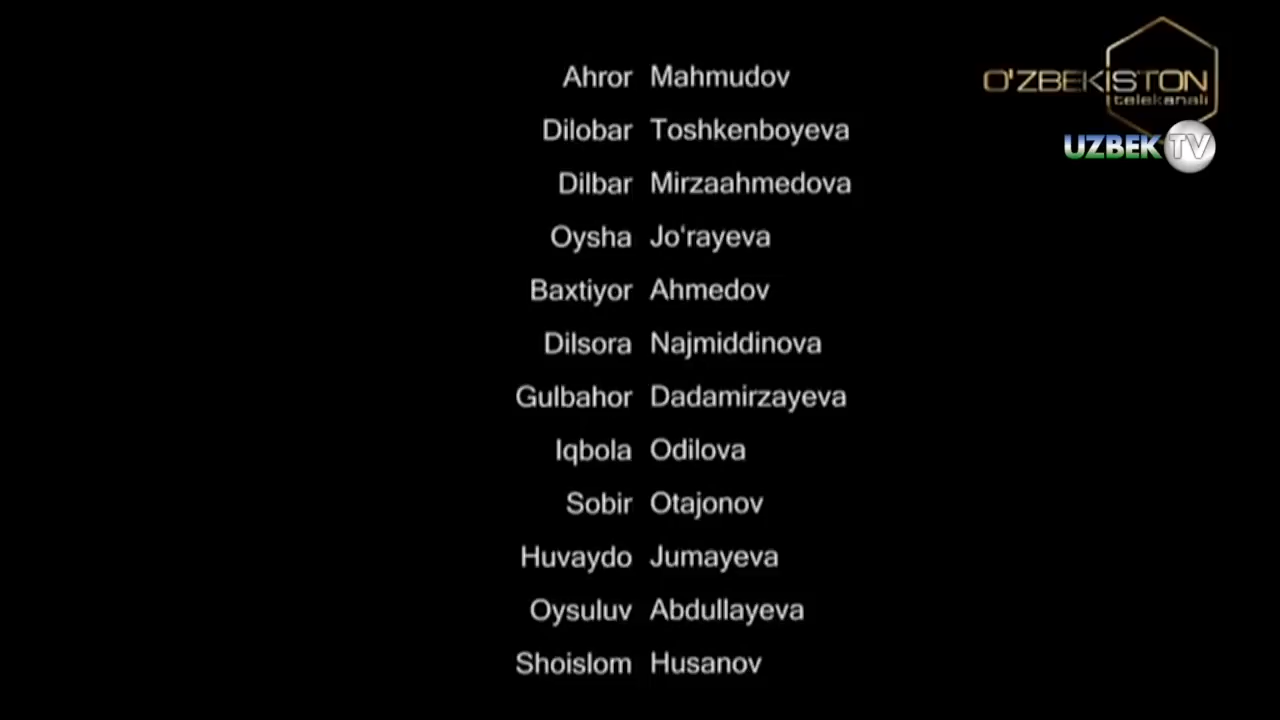 Ahror Mahmudov
Dilobar Toshkenboyeva
Dilbar Mirzaahmedova
Oysha Jo‘rayeva
Baxtiyor Ahmedov
Dilsora Najmiddinova
Gulbahor Dadamirzayeva
Iqbola Odilova
Sobir Otajonov
Huvaydo Jumayeva
Oysuluv Abdullayeva
Shoislom Husanov
O'ZBEKISTON
telekanali
UZBEK TV